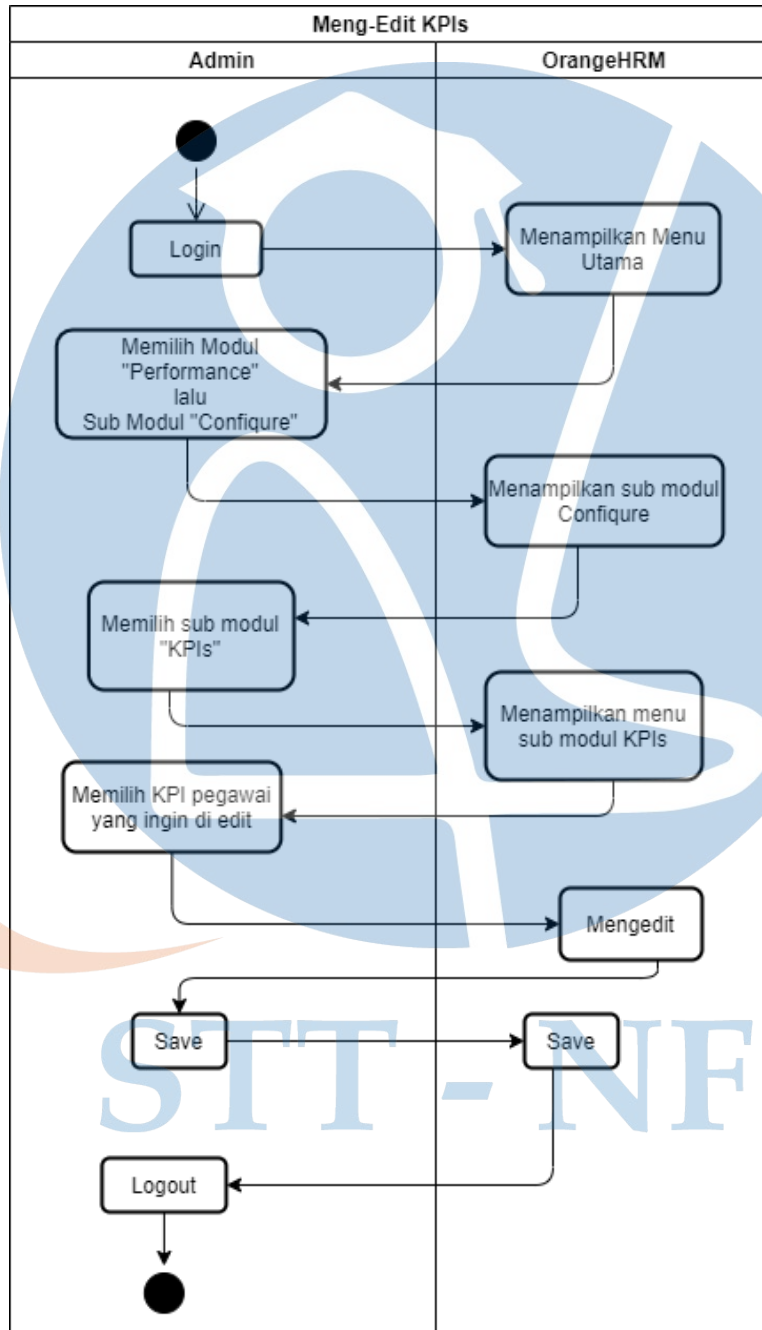 Meng-Edit KPIs
Admin
OrangeHRM
Login
Menampilkan Menu
Utama
Memilih Modul
"Performance"
lalu
Sub Modul "Confiqure"
Menampilkan sub modul
Confiqure
Memilih sub modul
"KPIs"
Menampilkan menu
sub modul KPIs
Memilih KPI pegawai
yang ingin di edit
Mengedit
Save
Save
STT - NF
Logout